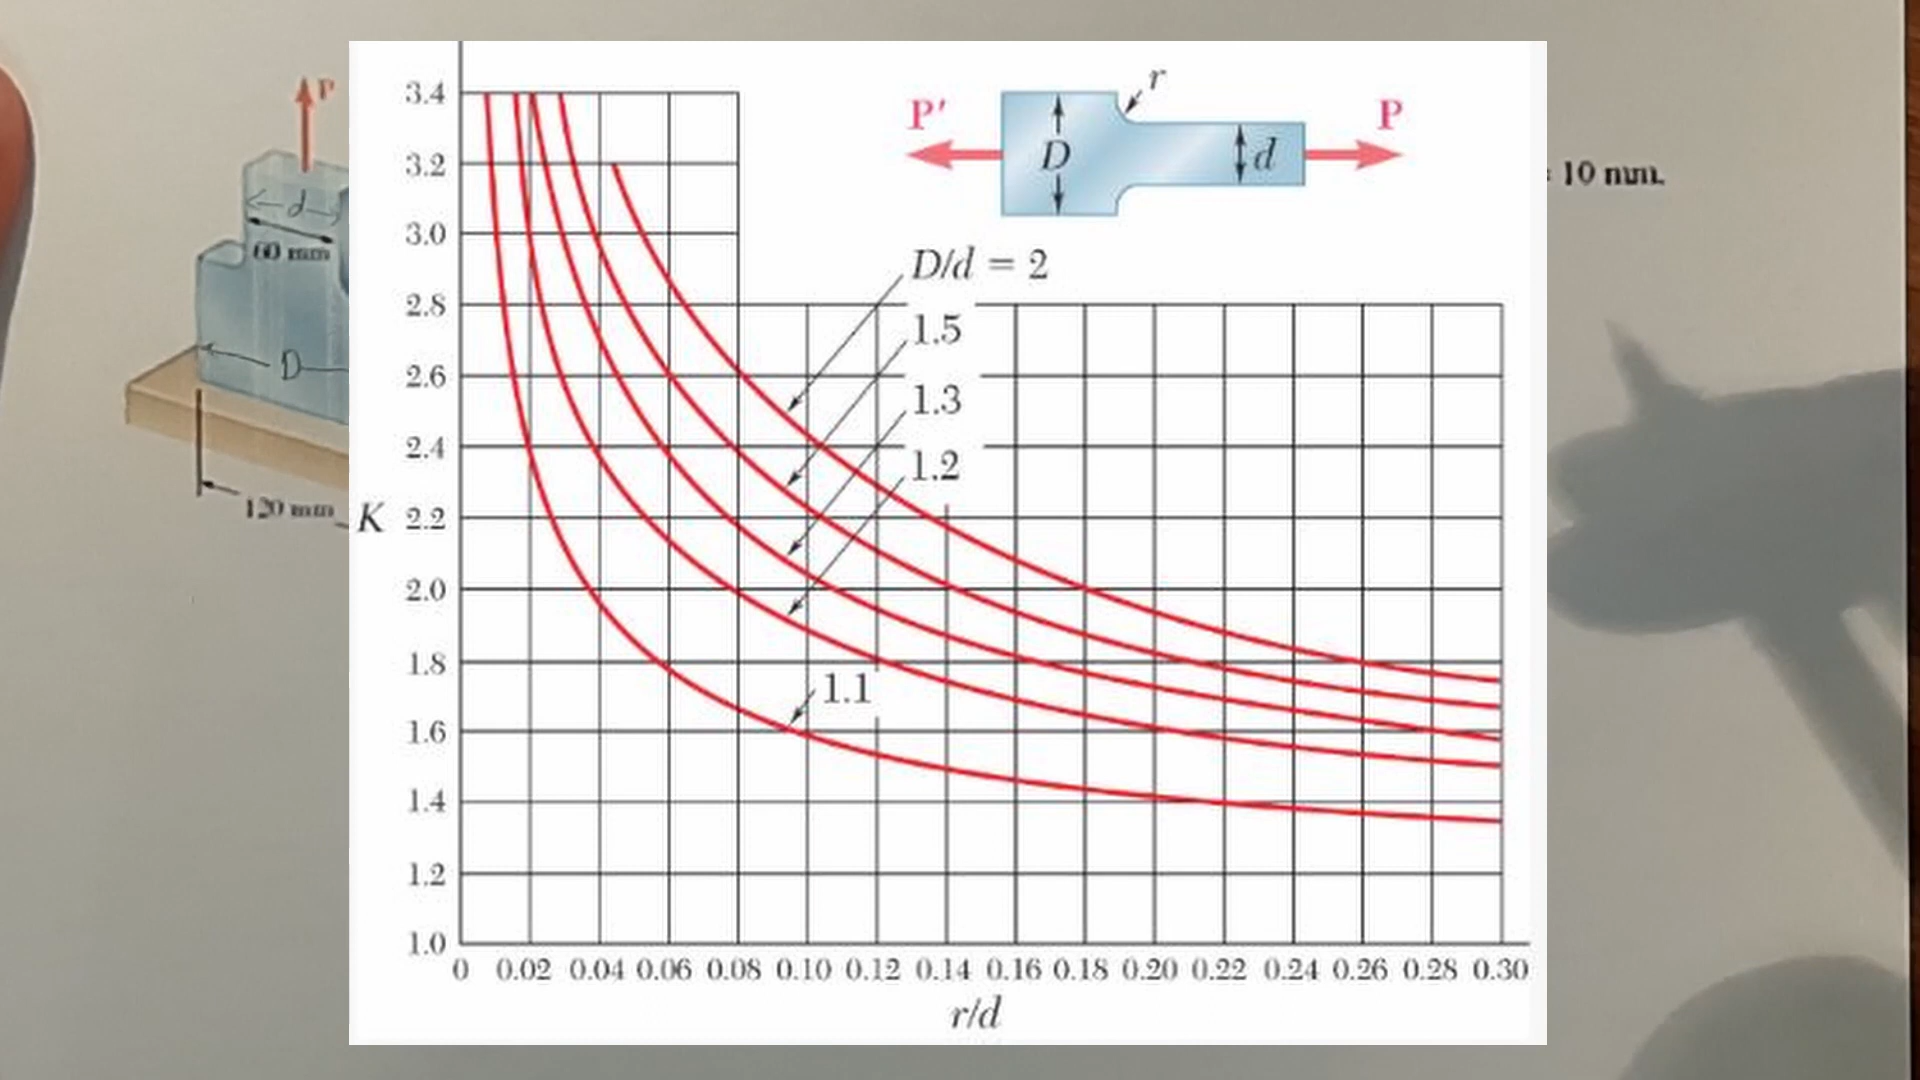 P
d
60 mm
D
120 mm
10 mm.
3.4
3.2
3.0
2.8
2.6
2.4
K 2.2
2.0
1.8
1.6
1.4
1.2
1.0
0 0.02 0.04 0.06 0.08 0.10 0.12 0.14 0.16 0.18 0.20 0.22 0.24 0.26 0.28 0.30
r/d
r
P′ P
D d
D/d = 2
1.5
1.3
1.2
1.1